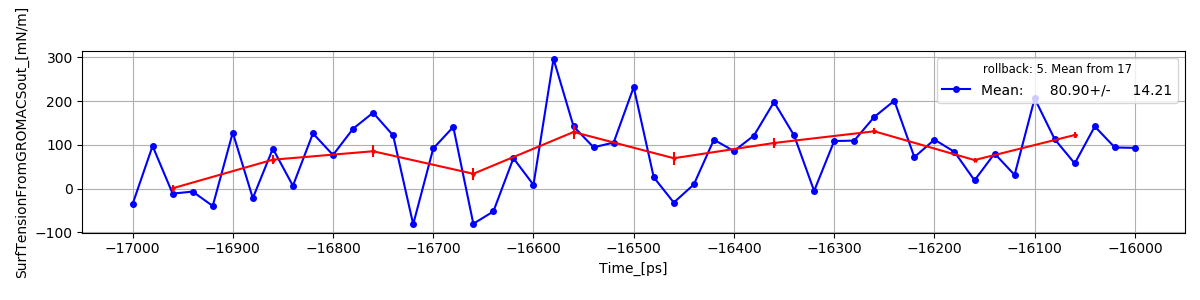 SurfTensionFromGROMACSout_[mN/m]
300
200
100
0
−100
rollback: 5. Mean from 17
Mean: 80.90+/- 14.21
−17000 −16900 −16800 −16700 −16600 −16500 −16400 −16300 −16200 −16100 −16000
Time_[ps]